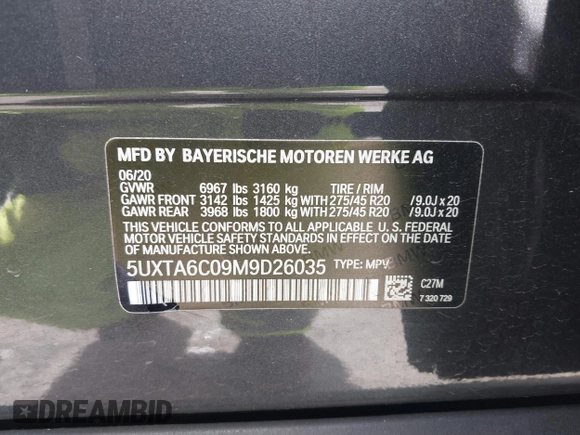 MFD BY BAYERISCHE MOTOREN WERKE AG
06/20
GVWR 6967 lbs 3160 kg TIRE / RIM
GAWR FRONT 3142 lbs 1425 kg WITH 275/45 R20 /9.0J x 20
GAWR REAR 3968 lbs 1800 kg WITH 275/45 R20 /9.0J x 20
THIS VEHICLE CONFORMS TO ALL APPLICABLE U. S. FEDERAL
MOTOR VEHICLE SAFETY STANDARDS IN EFFECT ON THE DATE OF
MANUFACTURE SHOWN ABOVE.
5UXTA6C09M9D26035 TYPE: MPV
C27M
7 320 729
DREAMBID